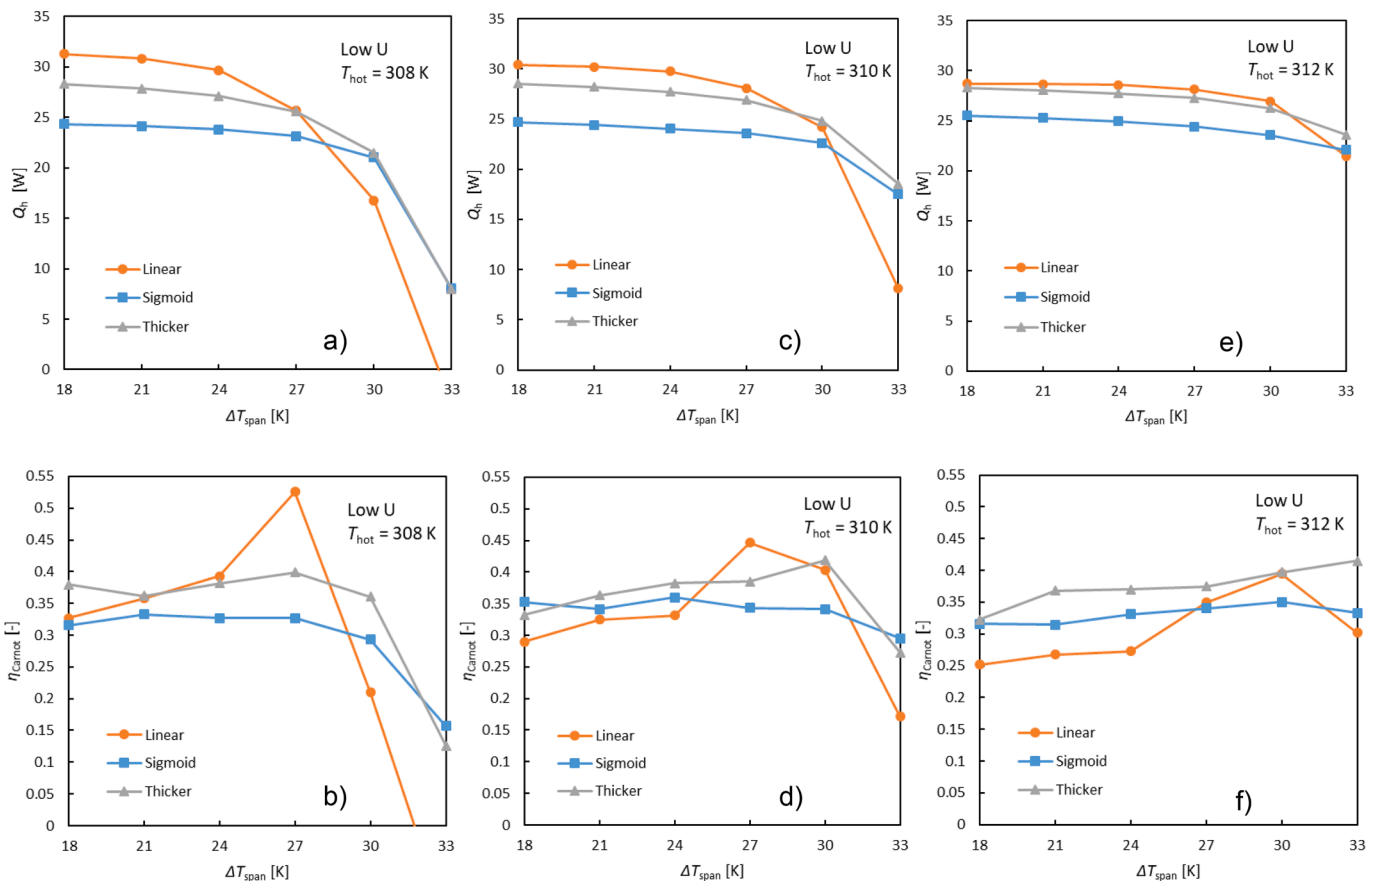 35
30
25
20
15
10
5
0
Qh [W]
Low U
Thot = 308 K
Linear
Sigmoid
Thicker
a)
18 21 24 27 30 33
ΔTspan [K]
35
30
25
20
15
10
5
0
Qh [W]
Low U
Thot = 310 K
Linear
Sigmoid
Thicker
c)
18 21 24 27 30 33
ΔTspan [K]
35
30
25
20
15
10
5
0
Qh [W]
Low U
Thot = 312 K
Linear
Sigmoid
Thicker
e)
18 21 24 27 30 33
ΔTspan [K]
0.55
0.5
0.45
0.4
0.35
0.3
0.25
0.2
0.15
0.1
0.05
0
ηCarnot [-]
Low U
Thot = 308 K
Linear
Sigmoid
Thicker
b)
18 21 24 27 30 33
ΔTspan [K]
0.55
0.5
0.45
0.4
0.35
0.3
0.25
0.2
0.15
0.1
0.05
0
ηCarnot [-]
Low U
Thot = 310 K
Linear
Sigmoid
Thicker
d)
18 21 24 27 30 33
ΔTspan [K]
0.55
0.5
0.45
0.4
0.35
0.3
0.25
0.2
0.15
0.1
0.05
0
ηCarnot [-]
Low U
Thot = 312 K
Linear
Sigmoid
Thicker
f)
18 21 24 27 30 33
ΔTspan [K]